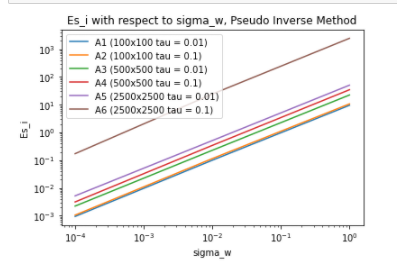 Es_i with respect to sigma_w, Pseudo Inverse Method
A1 (100x100 tau = 0.01)
A2 (100x100 tau = 0.1)
A3 (500x500 tau = 0.01)
A4 (500x500 tau = 0.1)
A5 (2500x2500 tau = 0.01)
A6 (2500x2500 tau = 0.1)
10³
10²
10¹
10⁰
10⁻¹
10⁻²
10⁻³
Es_i
10⁻⁴ 10⁻³ 10⁻² 10⁻¹ 10⁰
sigma_w